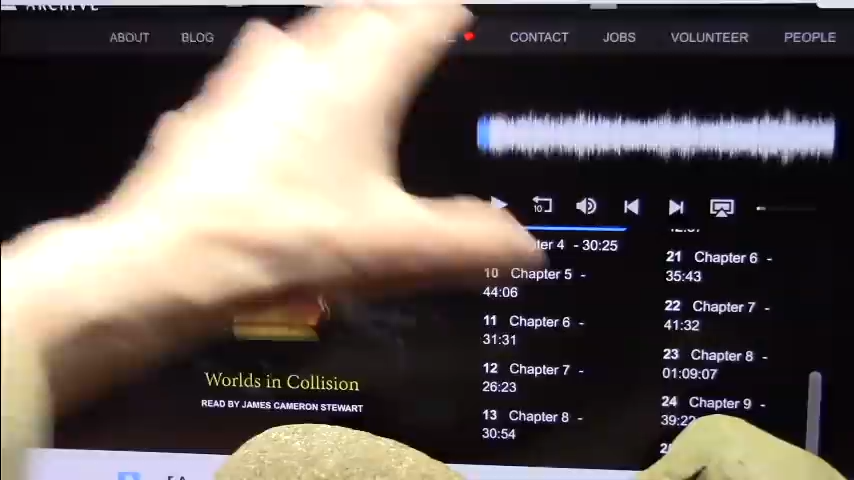 ARCHIVE
ABOUT BLOG CONTACT JOBS VOLUNTEER PEOPLE
10
4 - 30:25
10 Chapter 5 -
44:06
11 Chapter 6 -
31:31
12 Chapter 7 -
26:23
13 Chapter 8 -
30:54
21 Chapter 6 -
35:43
22 Chapter 7 -
41:32
23 Chapter 8 -
01:09:07
24 Chapter 9 -
39:22
Worlds in Collision
READ BY JAMES CAMERON STEWART